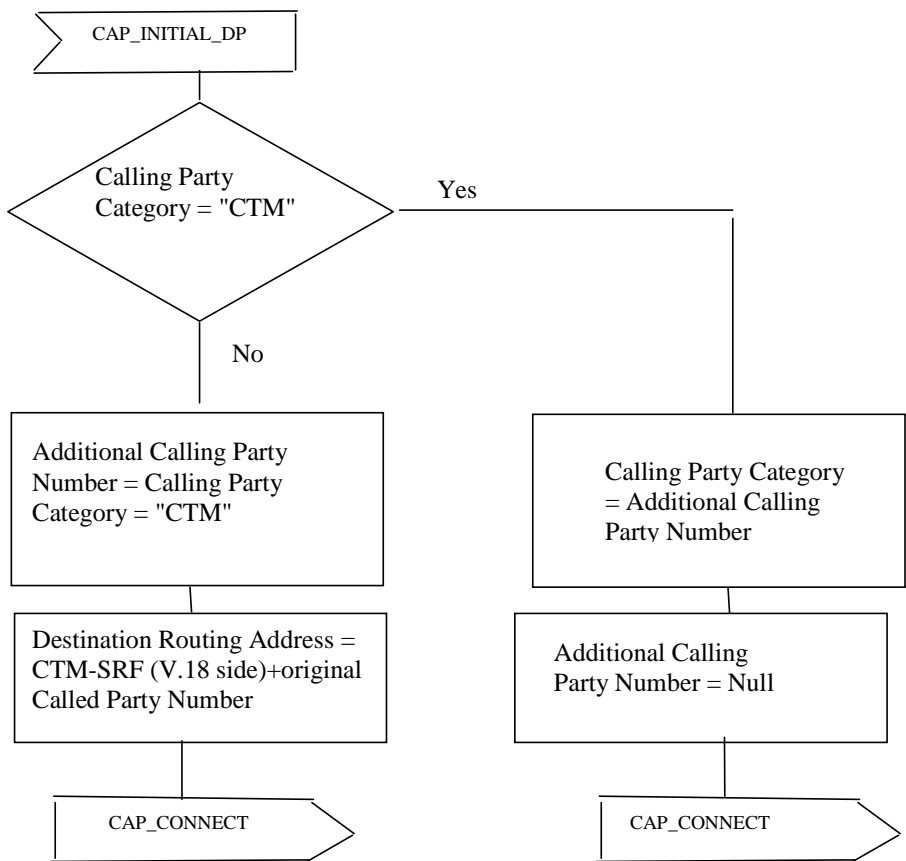 CAP_INITIAL_DP
Calling Party
Category = "CTM"
Yes
No
Additional Calling Party
Number = Calling Party
Category = "CTM"
Calling Party Category
= Additional Calling
Party Number
Destination Routing Address =
CTM-SRF (V.18 side)+original
Called Party Number
Additional Calling
Party Number = Null
CAP_CONNECT
CAP_CONNECT